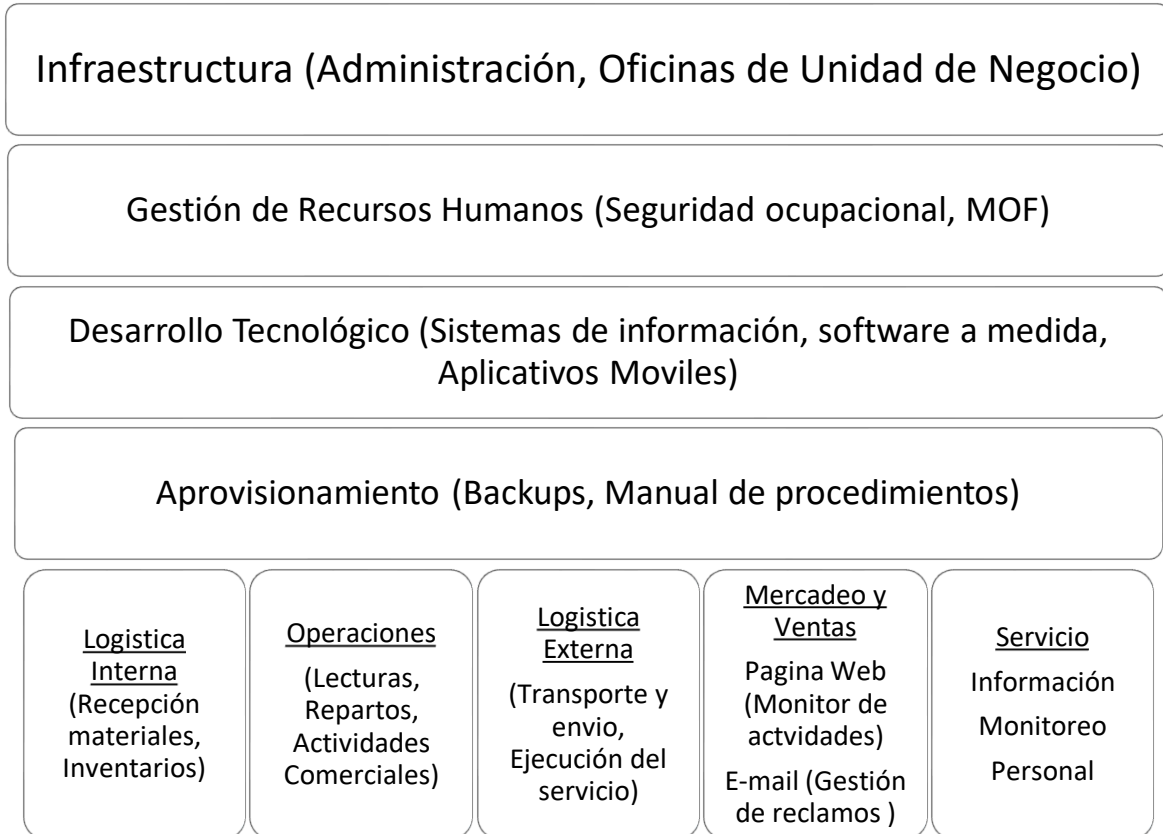 Infraestructura (Administración, Oficinas de Unidad de Negocio)
Gestión de Recursos Humanos (Seguridad ocupacional, MOF)
Desarrollo Tecnológico (Sistemas de información, software a medida,
Aplicativos Moviles)
Aprovisionamiento (Backups, Manual de procedimientos)
Logistica
Interna
(Recepción
materiales,
Inventarios)
Operaciones
(Lecturas,
Repartos,
Actividades
Comerciales)
Logistica
Externa
(Transporte y
envio,
Ejecución del
servicio)
Mercadeo y
Ventas
Pagina Web
(Monitor de
actvidades)
E-mail (Gestión
de reclamos )
Servicio
Información
Monitoreo
Personal